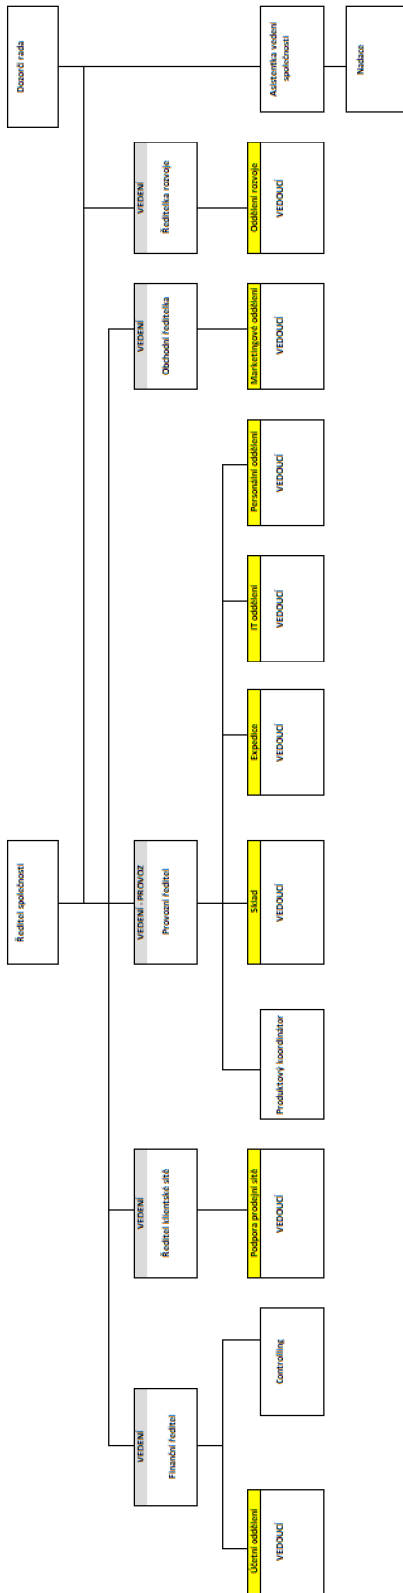 Ředitel společnosti
Dozorčí rada
VEDENÍ
Finanční ředitel
VEDENÍ
Ředitel klientské sítě
VEDENÍ - PROVOZ
Provozní ředitel
VEDENÍ
Obchodní ředitelka
VEDENÍ
Ředitelka rozvoje
Účetní oddělení
VEDOUCÍ
Controlling
Podpora prodejní sítě
VEDOUCÍ
Produktový koordinátor
Sklad
VEDOUCÍ
Expedice
VEDOUCÍ
IT oddělení
VEDOUCÍ
Personální oddělení
VEDOUCÍ
Marketingové oddělení
VEDOUCÍ
Oddělení rozvoje
VEDOUCÍ
Asistentka vedení
společnosti
Nadace